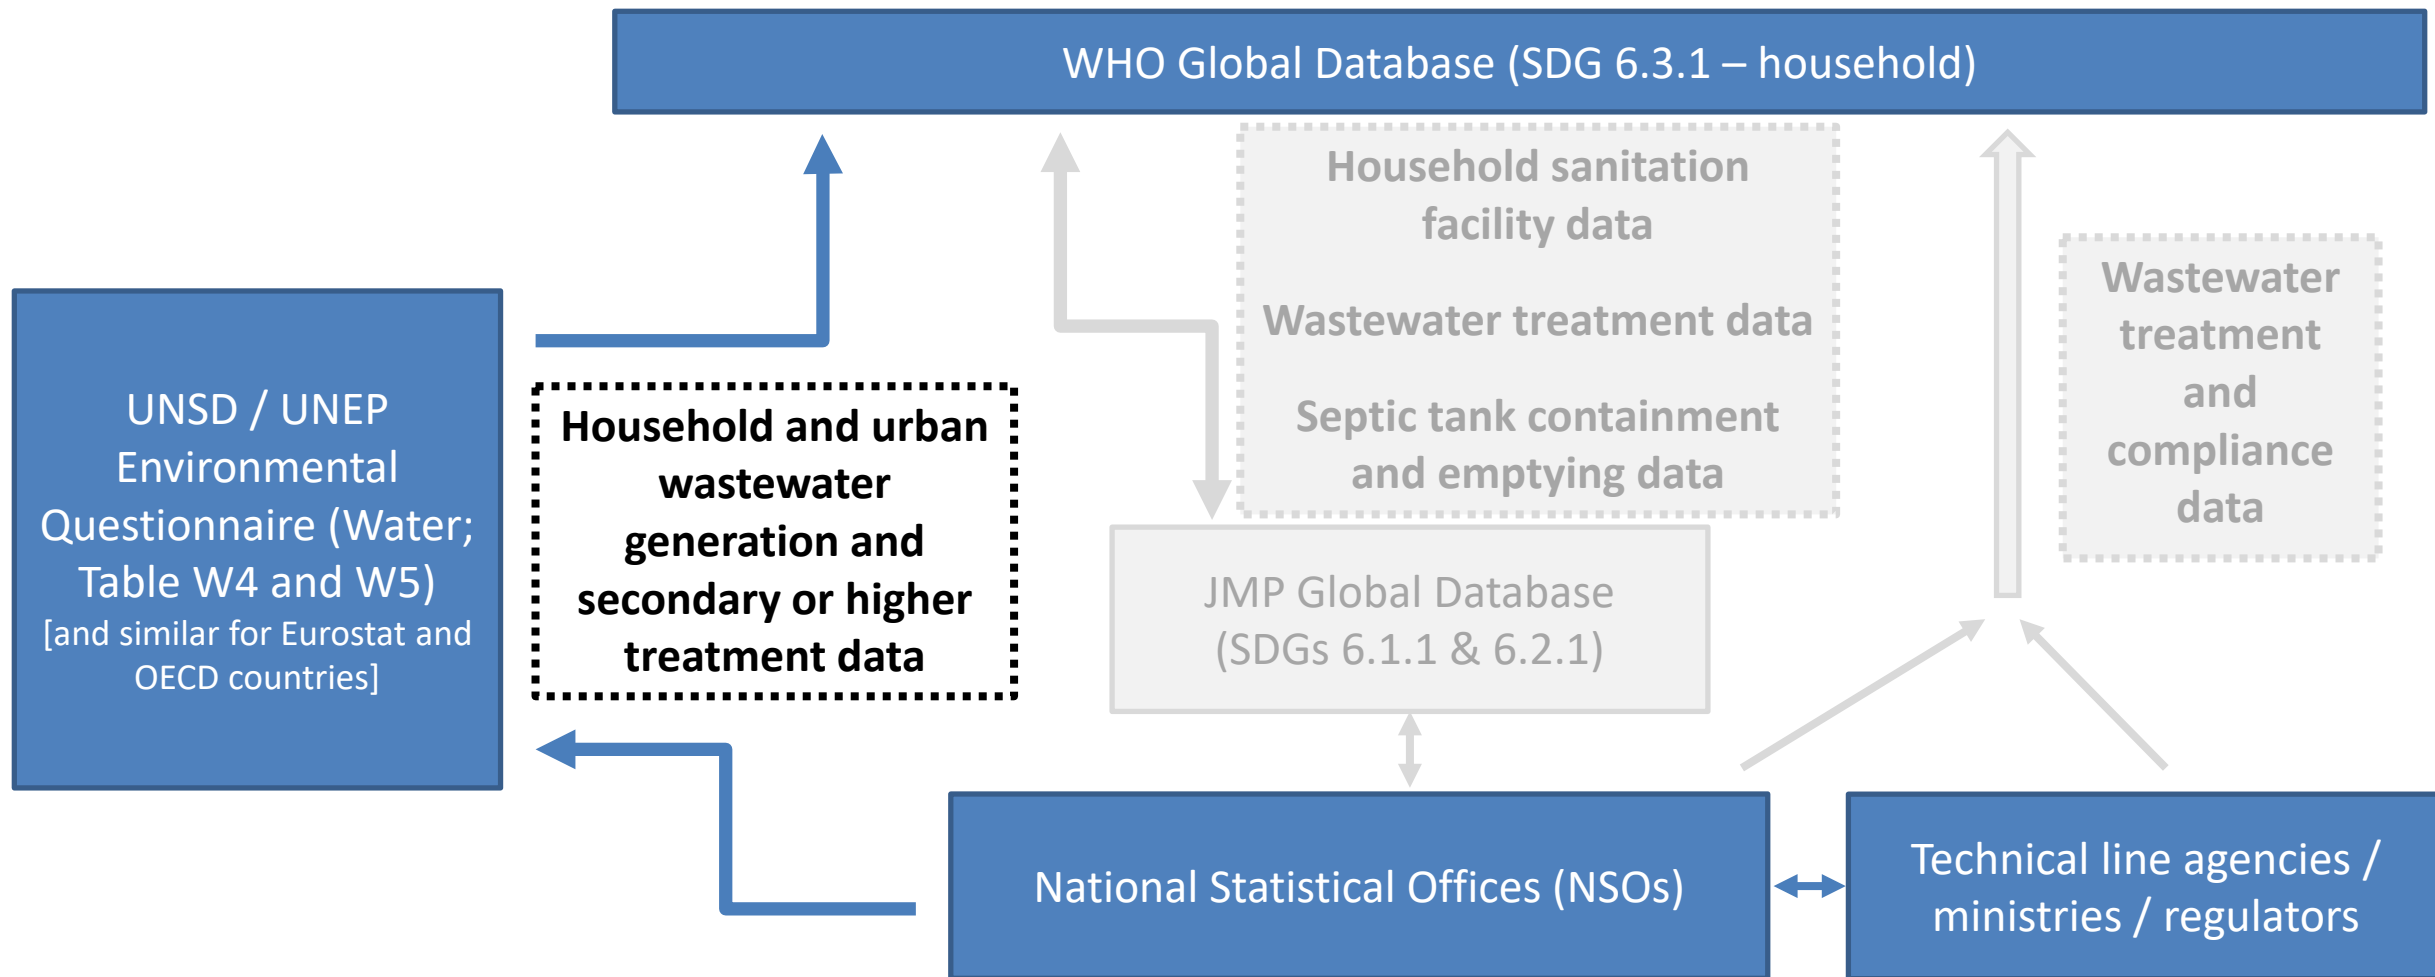 WHO Global Database (SDG 6.3.1 – household)
Household sanitation
facility data
Wastewater treatment data
Septic tank containment
and emptying data
Wastewater
treatment
and
compliance
data
UNSD / UNEP
Environmental
Questionnaire (Water;
Table W4 and W5)
[and similar for Eurostat and
OECD countries]
Household and urban
wastewater
generation and
secondary or higher
treatment data
JMP Global Database
(SDGs 6.1.1 & 6.2.1)
National Statistical Offices (NSOs)
Technical line agencies /
ministries / regulators